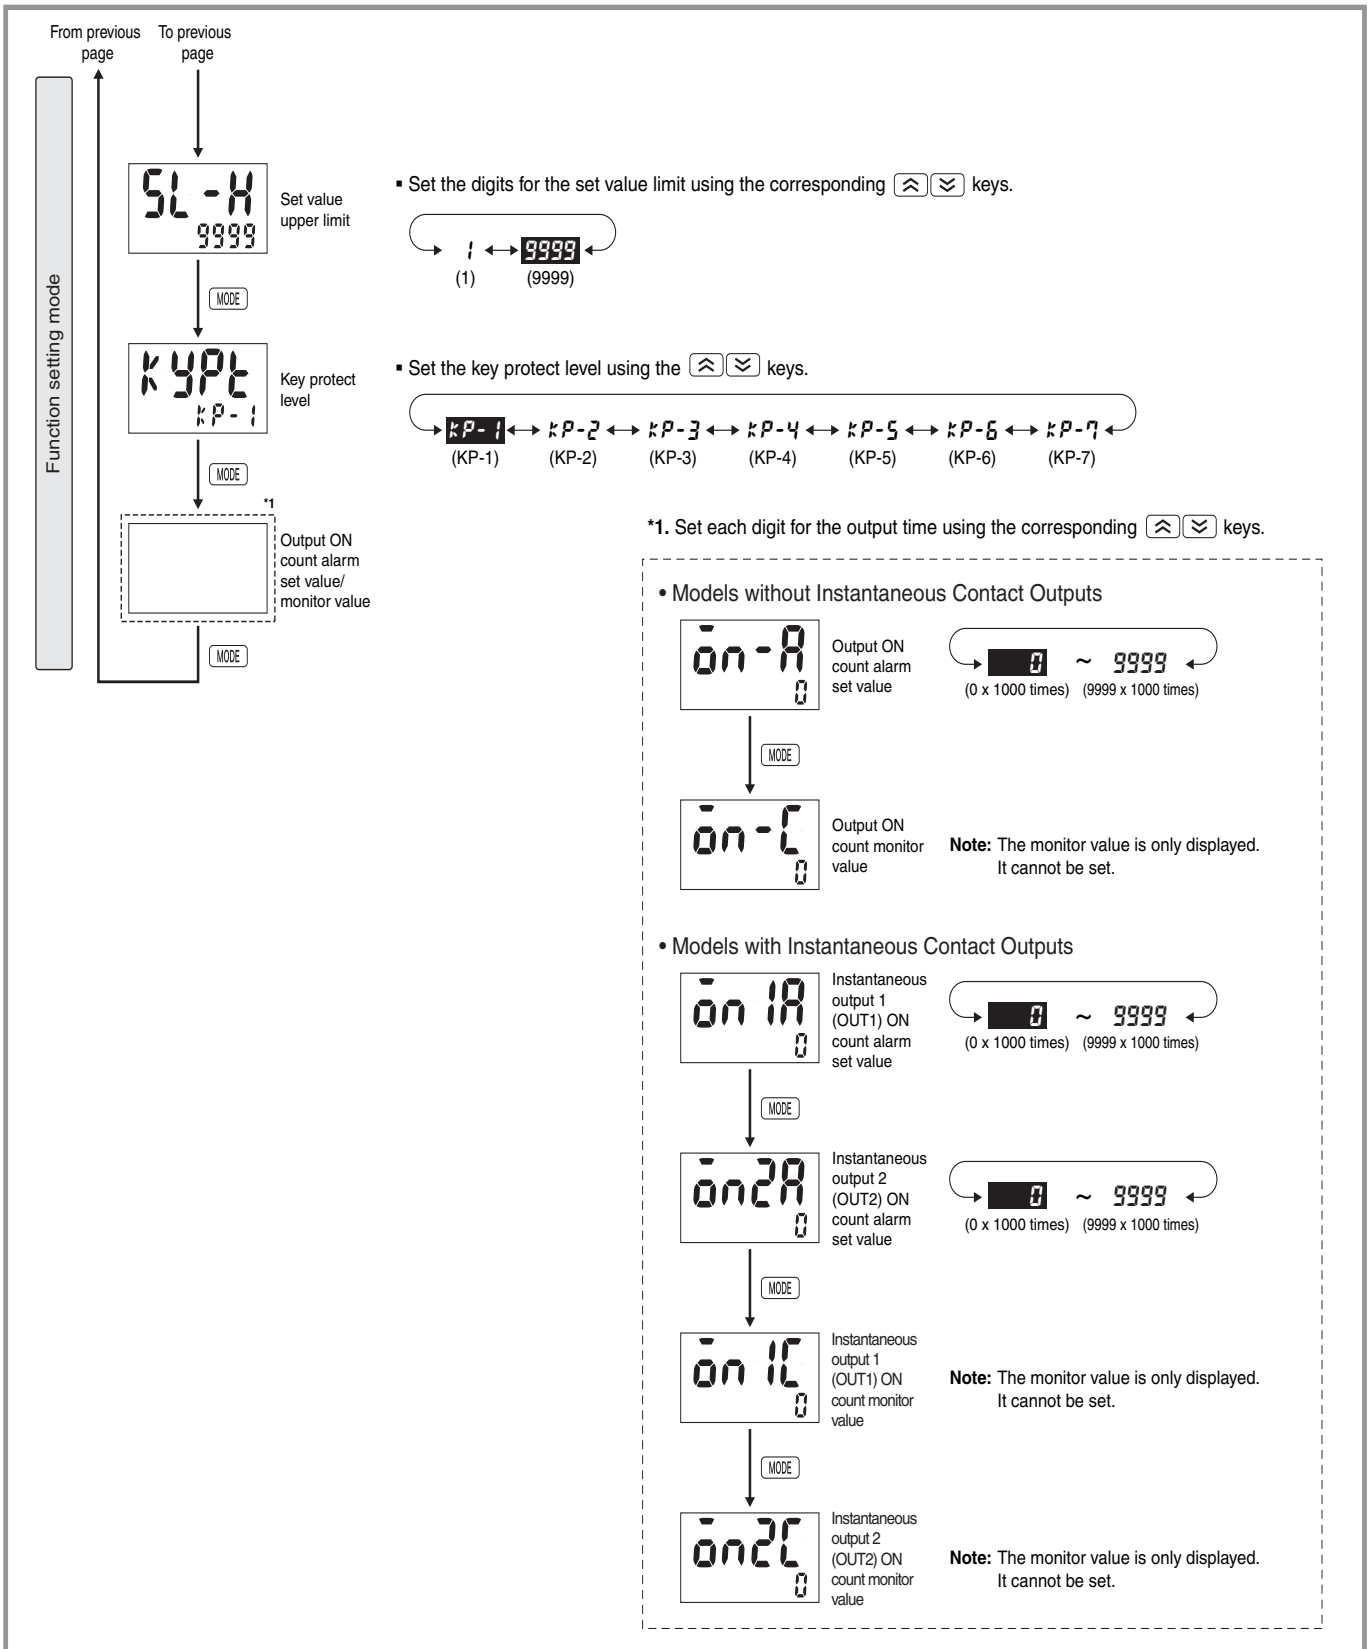 From previous page
To previous page
Function setting mode
SL-H
9999
Set value
upper limit
▪ Set the digits for the set value limit using the corresponding keys.
1 9999
(1) (9999)
MODE
KYPt
KP-1
Key protect
level
▪ Set the key protect level using the keys.
KP-1 KP-2 KP-3 KP-4 KP-5 KP-6 KP-7
(KP-1) (KP-2) (KP-3) (KP-4) (KP-5) (KP-6) (KP-7)
MODE
*1
Output ON
count alarm
set value/
monitor value
MODE
*1. Set each digit for the output time using the corresponding keys.
• Models without Instantaneous Contact Outputs
on-A
0
Output ON
count alarm
set value
0 ~ 9999
(0 x 1000 times) (9999 x 1000 times)
MODE
on-C
0
Output ON
count monitor
value
Note: The monitor value is only displayed.
It cannot be set.
• Models with Instantaneous Contact Outputs
on1A
0
Instantaneous
output 1
(OUT1) ON
count alarm
set value
0 ~ 9999
(0 x 1000 times) (9999 x 1000 times)
MODE
on2A
0
Instantaneous
output 2
(OUT2) ON
count alarm
set value
0 ~ 9999
(0 x 1000 times) (9999 x 1000 times)
MODE
on1C
0
Instantaneous
output 1
(OUT1) ON
count monitor
value
Note: The monitor value is only displayed.
It cannot be set.
MODE
on2C
0
Instantaneous
output 2
(OUT2) ON
count monitor
value
Note: The monitor value is only displayed.
It cannot be set.